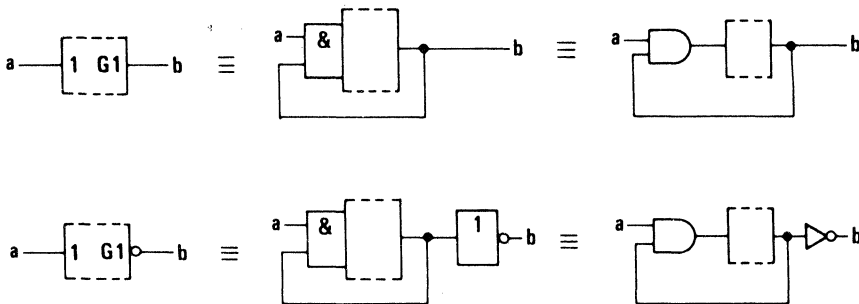 a 1 G1 b ≡ a & b ≡ a b
a 1 G1 b ≡ a & 1 b ≡ a b